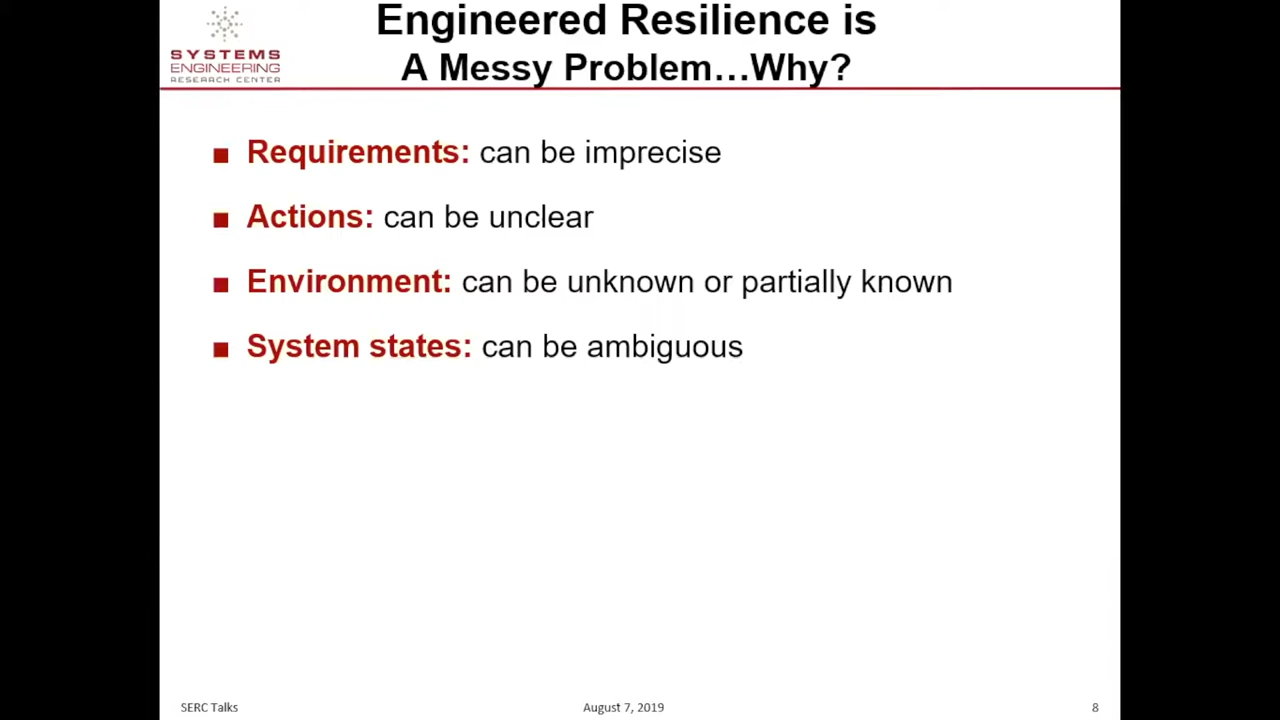 Engineered Resilience is
A Messy Problem…Why?
SYSTEMS
ENGINEERING
RESEARCH CENTER
■ Requirements: can be imprecise
■ Actions: can be unclear
■ Environment: can be unknown or partially known
■ System states: can be ambiguous
SERC Talks
August 7, 2019
8